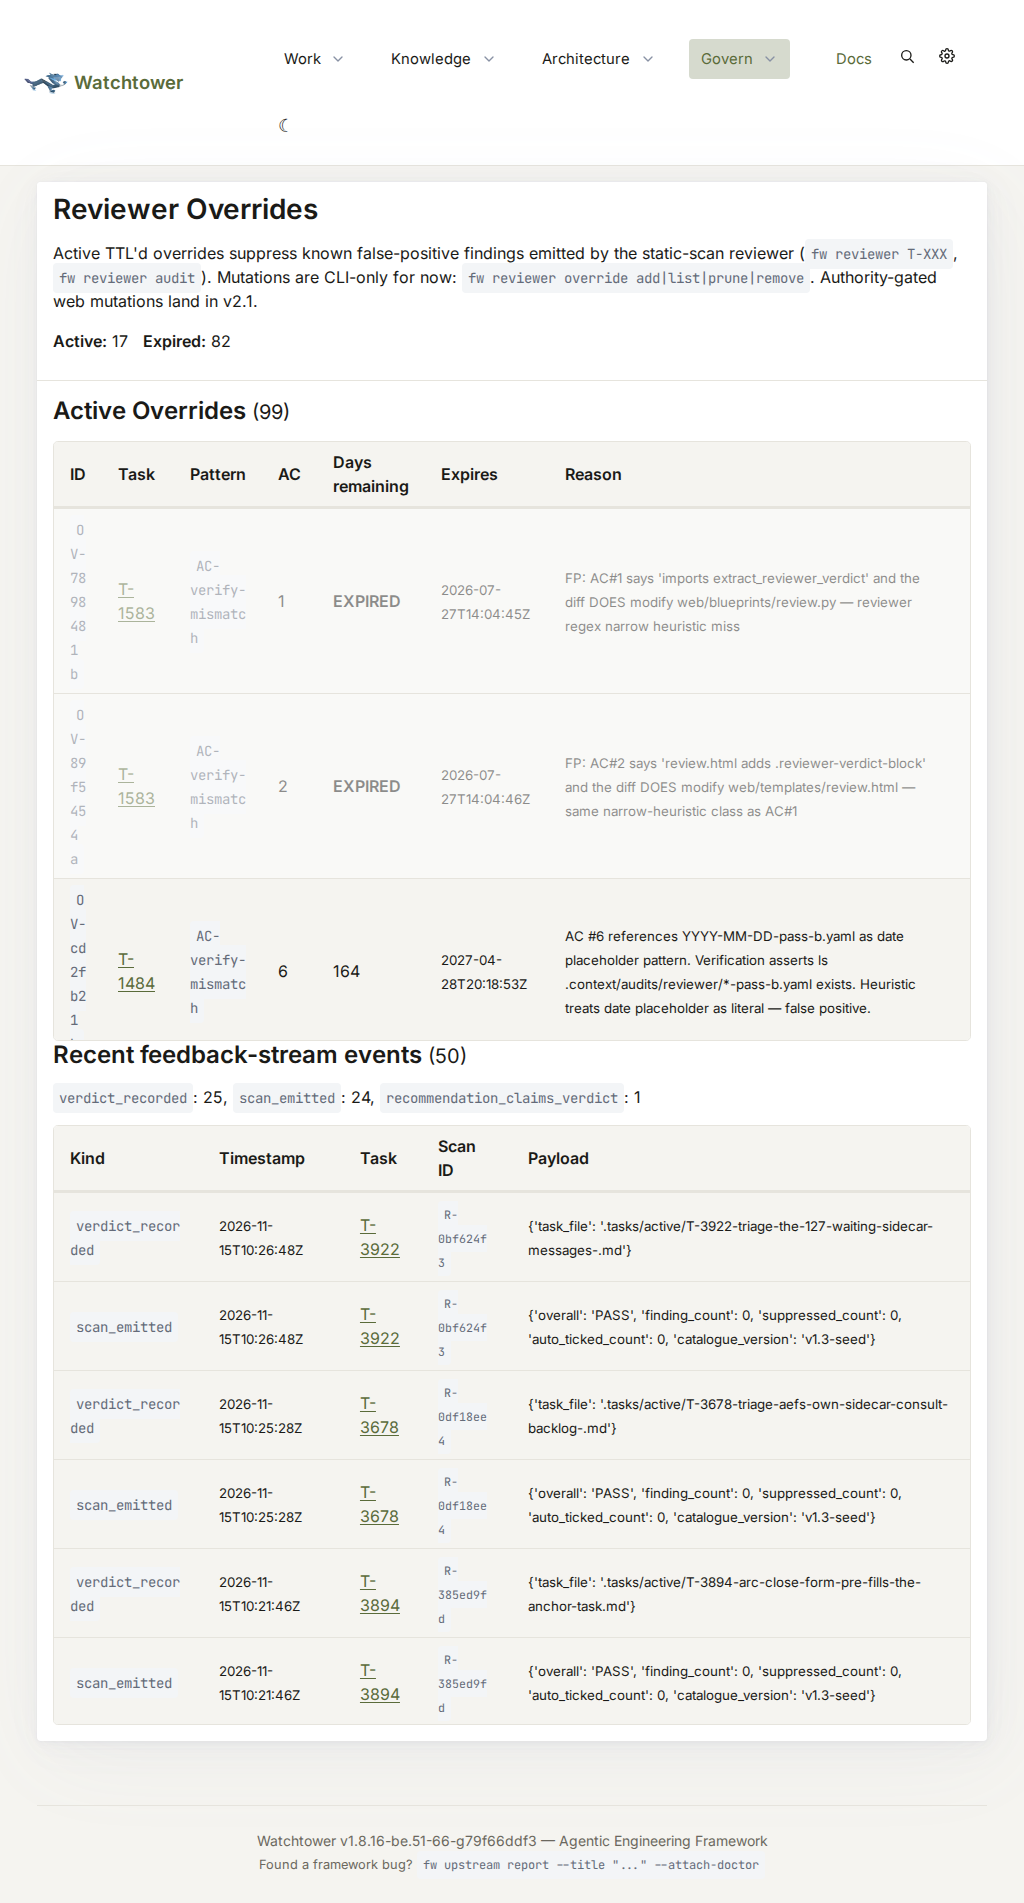 Watchtower
Work
Knowledge
Architecture
Govern
Docs
Reviewer Overrides
Active TTL'd overrides suppress known false-positive findings emitted by the static-scan reviewer ( fw reviewer T-XXX ,
fw reviewer audit ). Mutations are CLI-only for now: fw reviewer override add|list|prune|remove . Authority-gated
web mutations land in v2.1.
Active: 17 Expired: 82
Active Overrides (99)
ID Task Pattern AC Days remaining Expires Reason
O
V-
78
98
48
1
b
T-
1583
AC-
verify-
mismatc
h
1
EXPIRED
2026-07-
27T14:04:45Z
FP: AC#1 says 'imports extract_reviewer_verdict' and the
diff DOES modify web/blueprints/review.py — reviewer
regex narrow heuristic miss
O
V-
89
f5
45
4
a
T-
1583
AC-
verify-
mismatc
h
2
EXPIRED
2026-07-
27T14:04:46Z
FP: AC#2 says 'review.html adds .reviewer-verdict-block'
and the diff DOES modify web/templates/review.html —
same narrow-heuristic class as AC#1
O
V-
cd
2f
b2
1
T-
1484
AC-
verify-
mismatc
h
6
164
2027-04-
28T20:18:53Z
AC #6 references YYYY-MM-DD-pass-b.yaml as date
placeholder pattern. Verification asserts ls
.context/audits/reviewer/*-pass-b.yaml exists. Heuristic
treats date placeholder as literal — false positive.
Recent feedback-stream events (50)
verdict_recorded : 25, scan_emitted : 24, recommendation_claims_verdict : 1
Kind Timestamp Task Scan ID Payload
verdict_recor
ded
2026-11-
15T10:26:48Z
T-
3922
R-
0bf624f
3
{'task_file': '.tasks/active/T-3922-triage-the-127-waiting-sidecar-
messages-.md'}
scan_emitted
2026-11-
15T10:26:48Z
T-
3922
R-
0bf624f
3
{'overall': 'PASS', 'finding_count': 0, 'suppressed_count': 0,
'auto_ticked_count': 0, 'catalogue_version': 'v1.3-seed'}
verdict_recor
ded
2026-11-
15T10:25:28Z
T-
3678
R-
0df18ee
4
{'task_file': '.tasks/active/T-3678-triage-aefs-own-sidecar-consult-
backlog-.md'}
scan_emitted
2026-11-
15T10:25:28Z
T-
3678
R-
0df18ee
4
{'overall': 'PASS', 'finding_count': 0, 'suppressed_count': 0,
'auto_ticked_count': 0, 'catalogue_version': 'v1.3-seed'}
verdict_recor
ded
2026-11-
15T10:21:46Z
T-
3894
R-
385ed9f
d
{'task_file': '.tasks/active/T-3894-arc-close-form-pre-fills-the-
anchor-task.md'}
scan_emitted
2026-11-
15T10:21:46Z
T-
3894
R-
385ed9f
d
{'overall': 'PASS', 'finding_count': 0, 'suppressed_count': 0,
'auto_ticked_count': 0, 'catalogue_version': 'v1.3-seed'}
Watchtower v1.8.16-be.51-66-g79f66ddf3 — Agentic Engineering Framework
Found a framework bug? fw upstream report --title "..." --attach-doctor